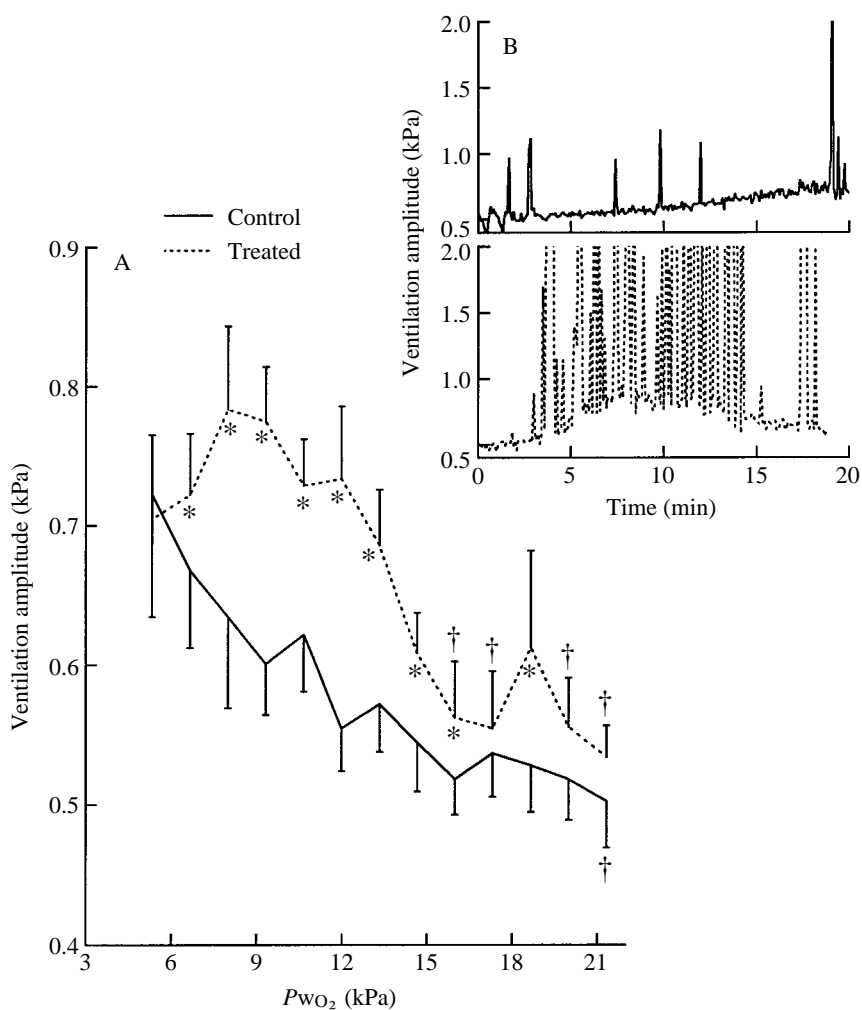 B
2.0
1.5
1.0
0.5
Ventilation amplitude (kPa)
2.0
1.5
1.0
0.5
0 5 10 15 20
Time (min)
Control
Treated
A
0.9
0.8
0.7
0.6
0.5
0.4
Ventilation amplitude (kPa)
* * * * * * * * *
† † † † †
3 6 9 12 15 18 21
PwO₂ (kPa)